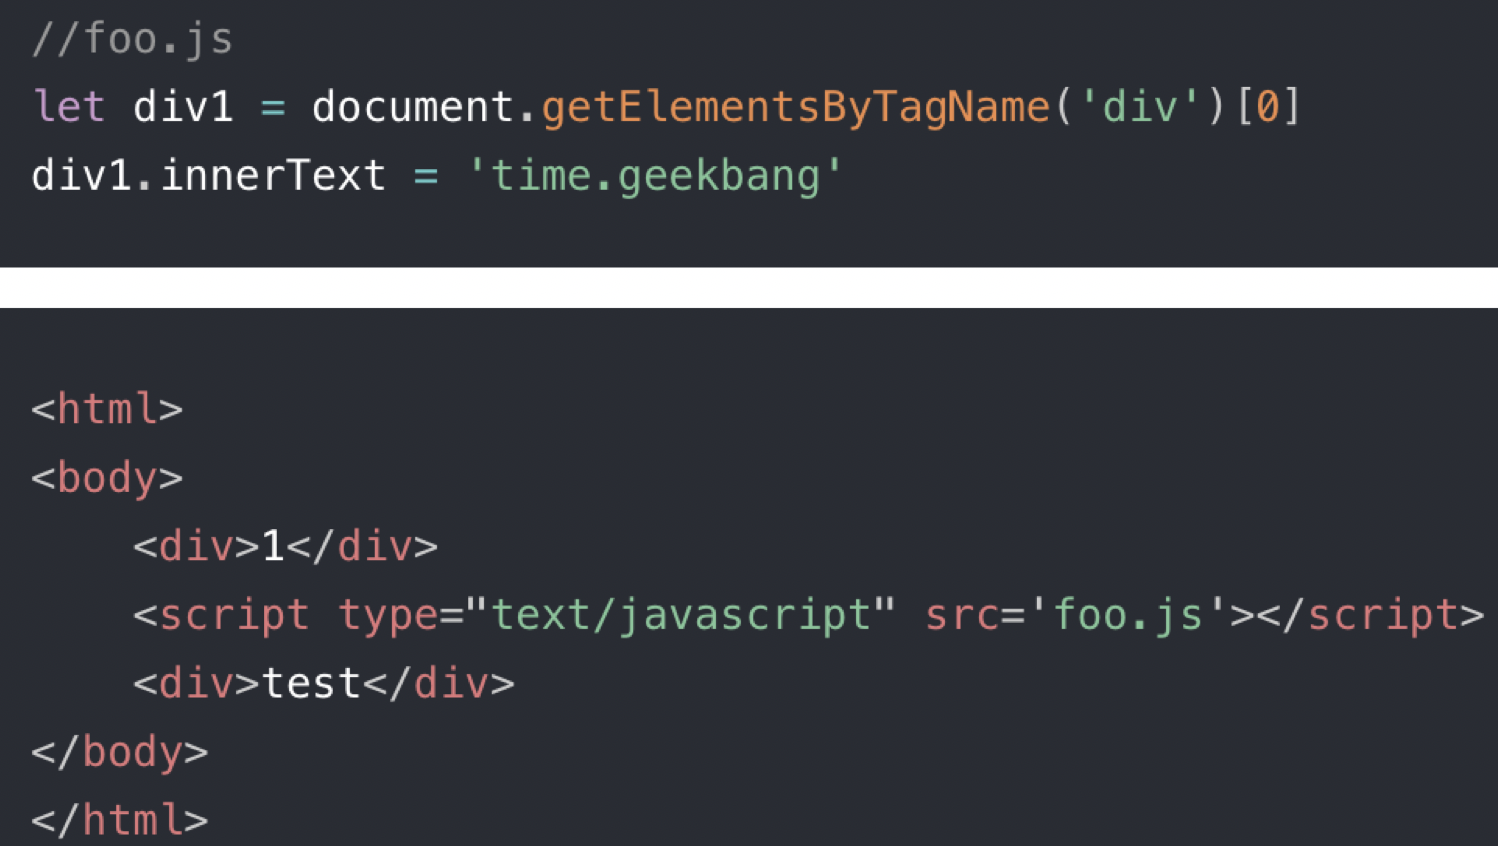 //foo.js
let div1 = document.getElementsByTagName('div')[0]
div1.innerText = 'time.geekbang'
<html>
<body>
    <div>1</div>
    <script type="text/javascript" src='foo.js'></script>
    <div>test</div>
</body>
</html>